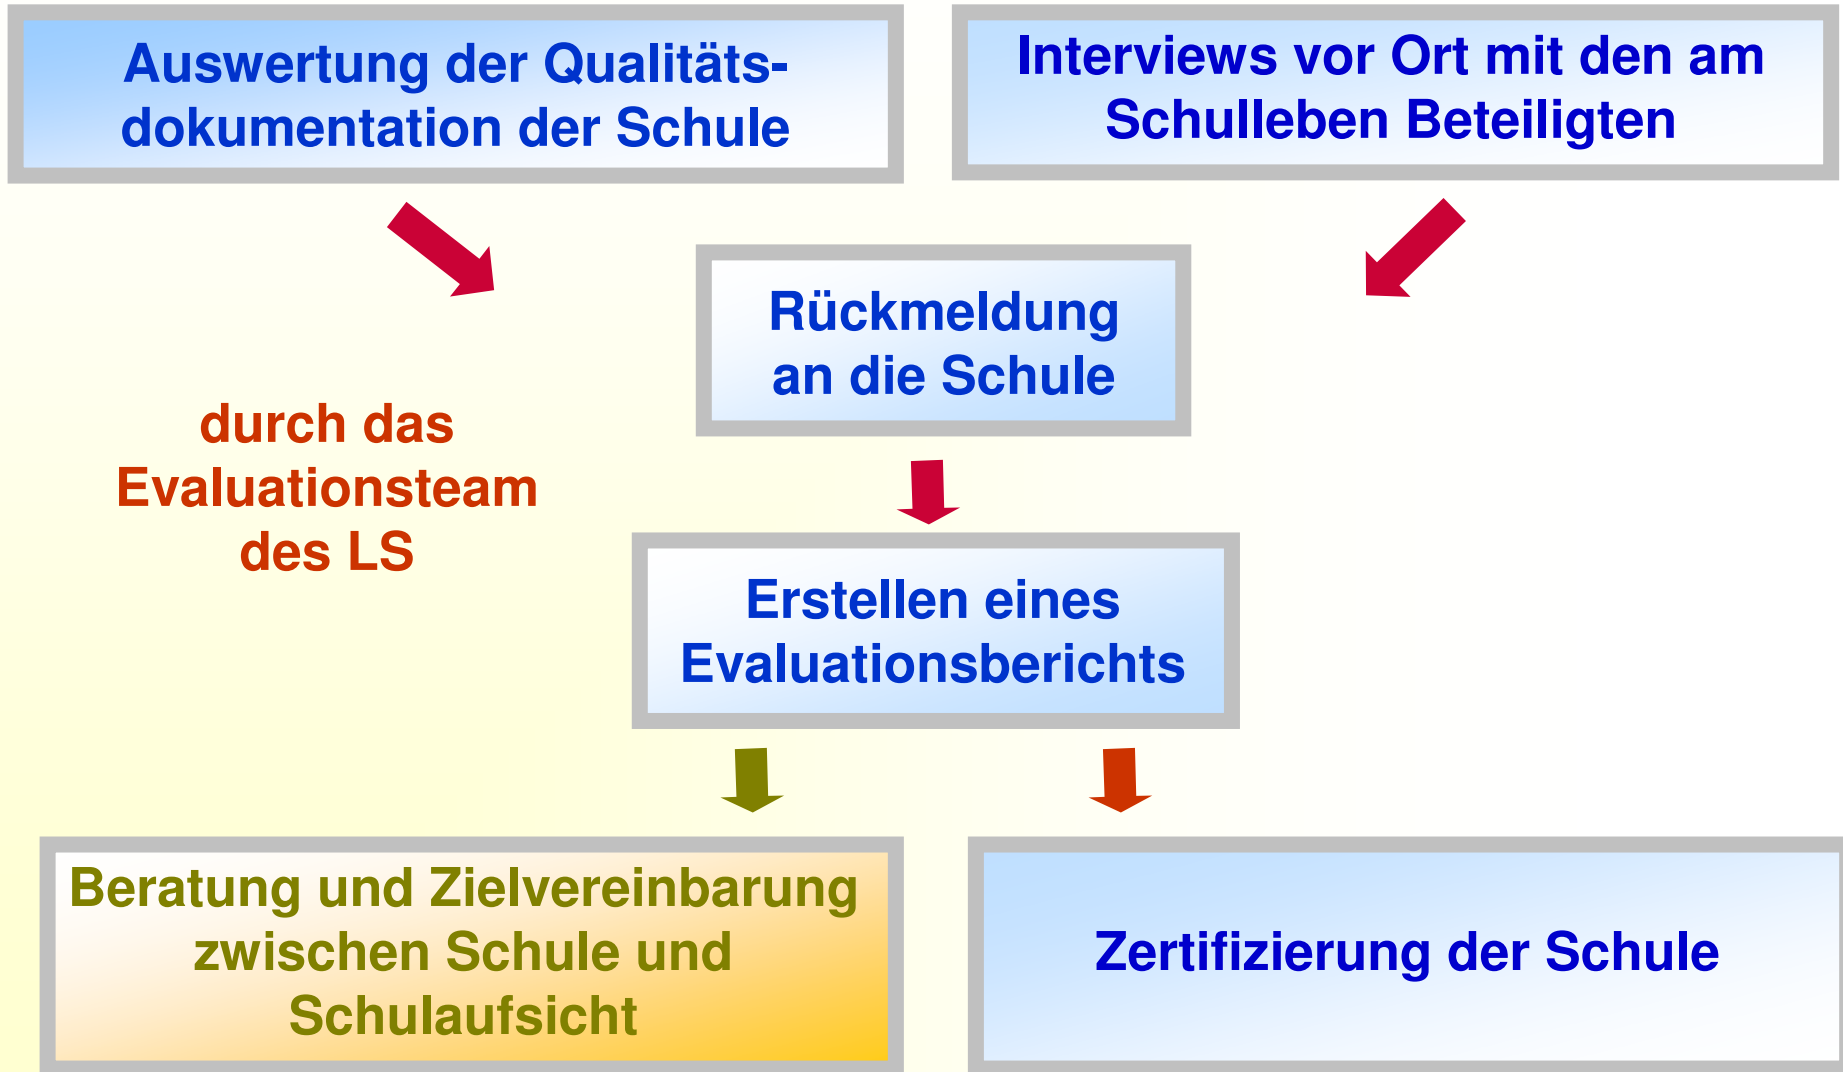 Auswertung der Qualitäts-
dokumentation der Schule
Interviews vor Ort mit den am
Schulleben Beteiligten
Rückmeldung
an die Schule
durch das
Evaluationsteam
des LS
Erstellen eines
Evaluationsberichts
Beratung und Zielvereinbarung
zwischen Schule und
Schulaufsicht
Zertifizierung der Schule